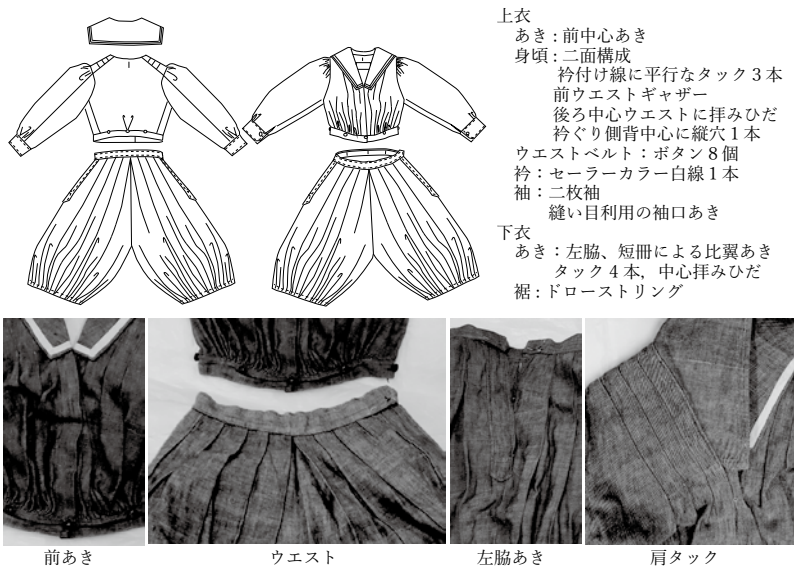 上衣
あき：前中心あき
身頃：二面構成
衿付け線に平行なタック３本
前ウエストギャザー
後ろ中心ウエストに拝みひだ
衿ぐり側背中心に縦穴１本
ウエストベルト：ボタン８個
衿：セーラーカラー白線１本
袖：二枚袖
縫い目利用の袖口あき
下衣
あき：左脇、短冊による比翼あき
タック４本，中心拝みひだ
裾：ドローストリング
前あき
ウエスト
左脇あき
肩タック